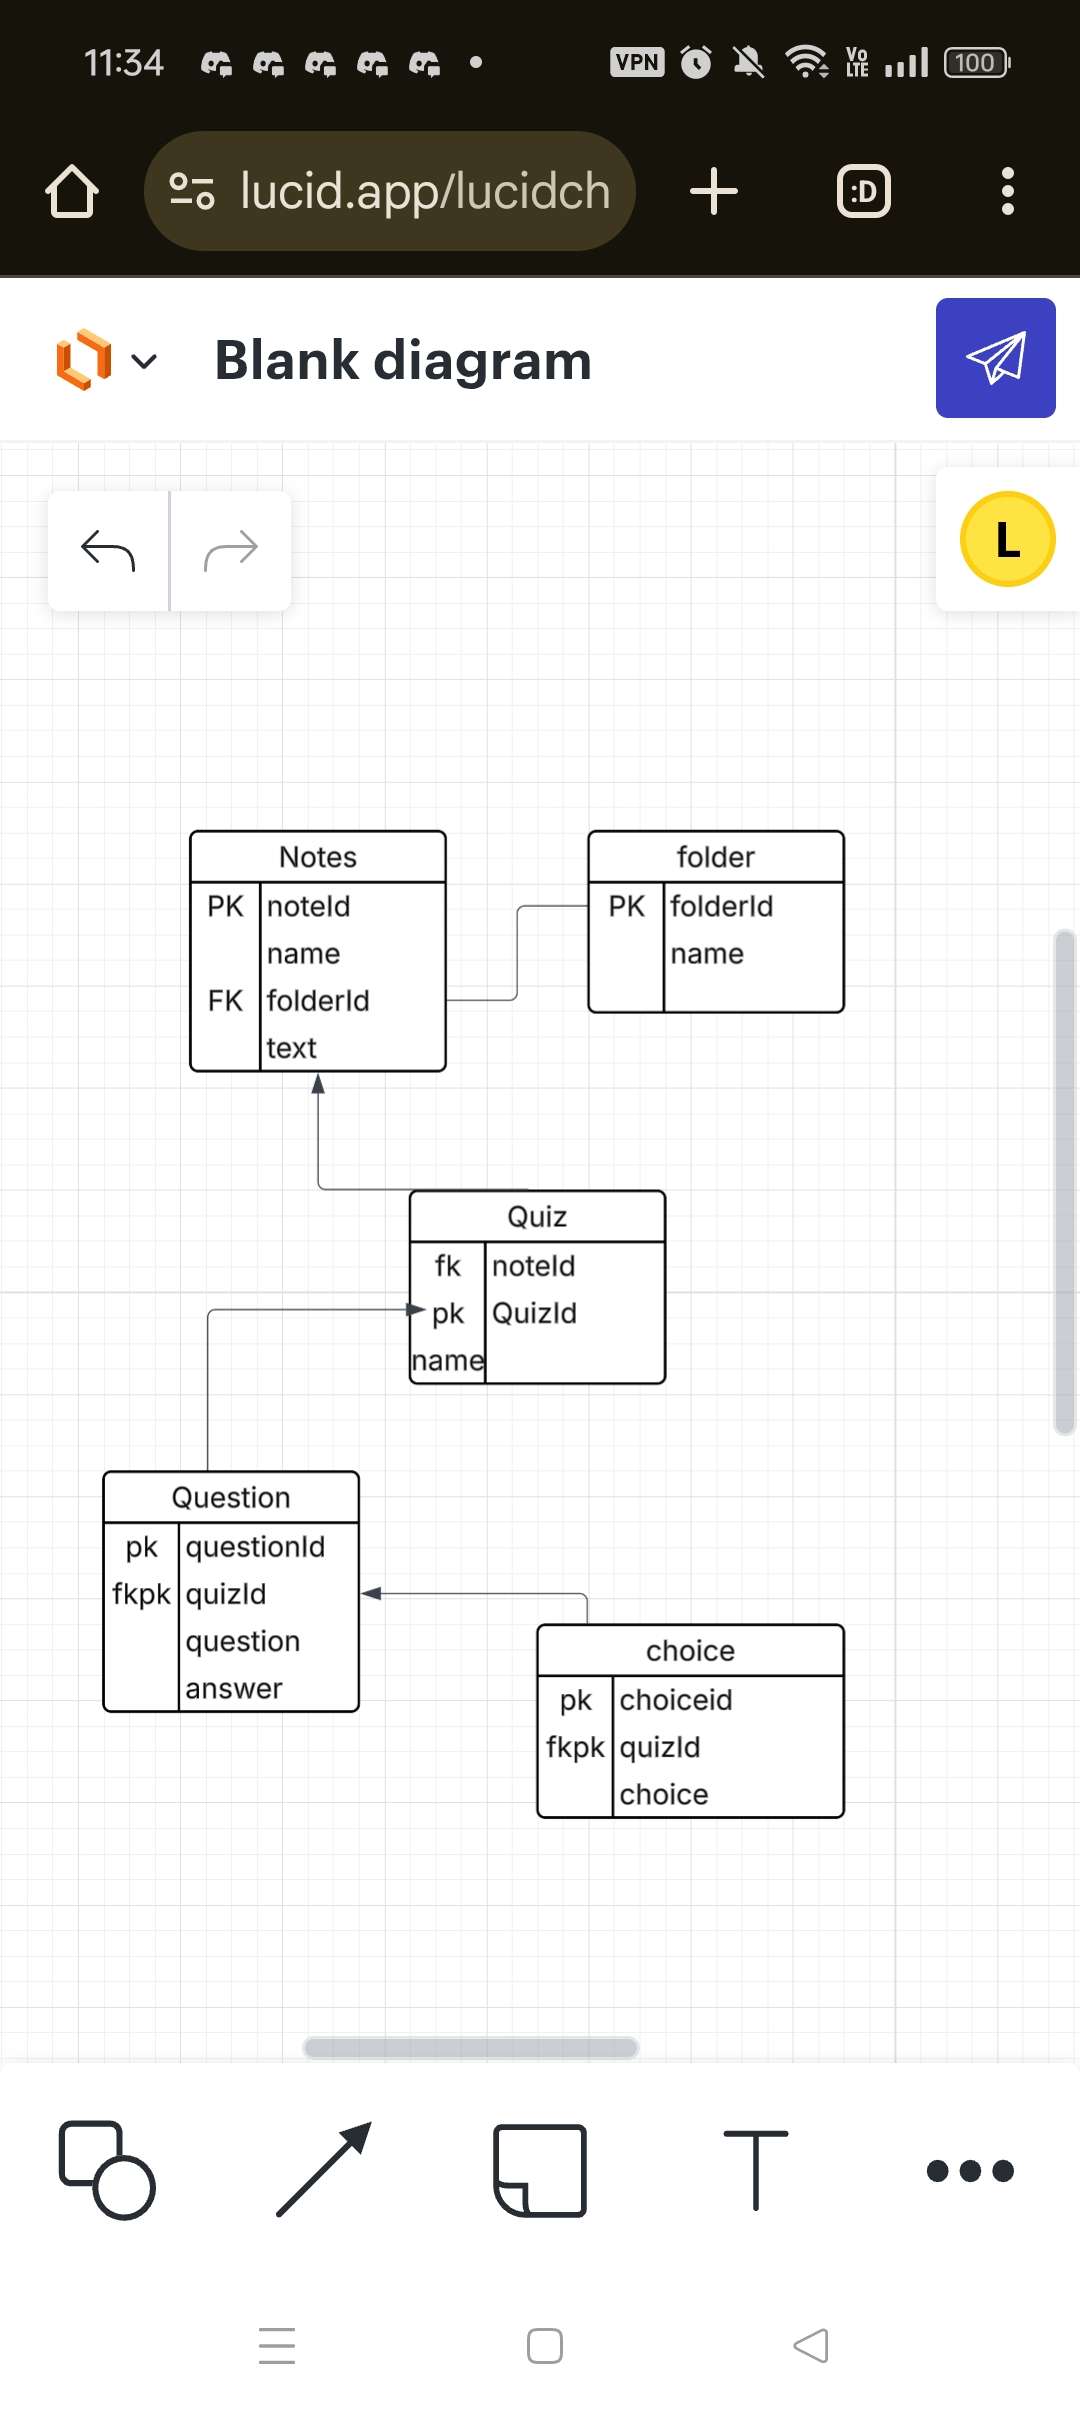 11:34 VPN Vo LTE 100
lucid.app/lucidch :D
Blank diagram
L
Notes
PK noteId
name
FK folderId
text
folder
PK folderId
name
Quiz
fk noteId
pk QuizId
name
Question
pk questionId
fkpk quizId
question
answer
choice
pk choiceid
fkpk quizId
choice